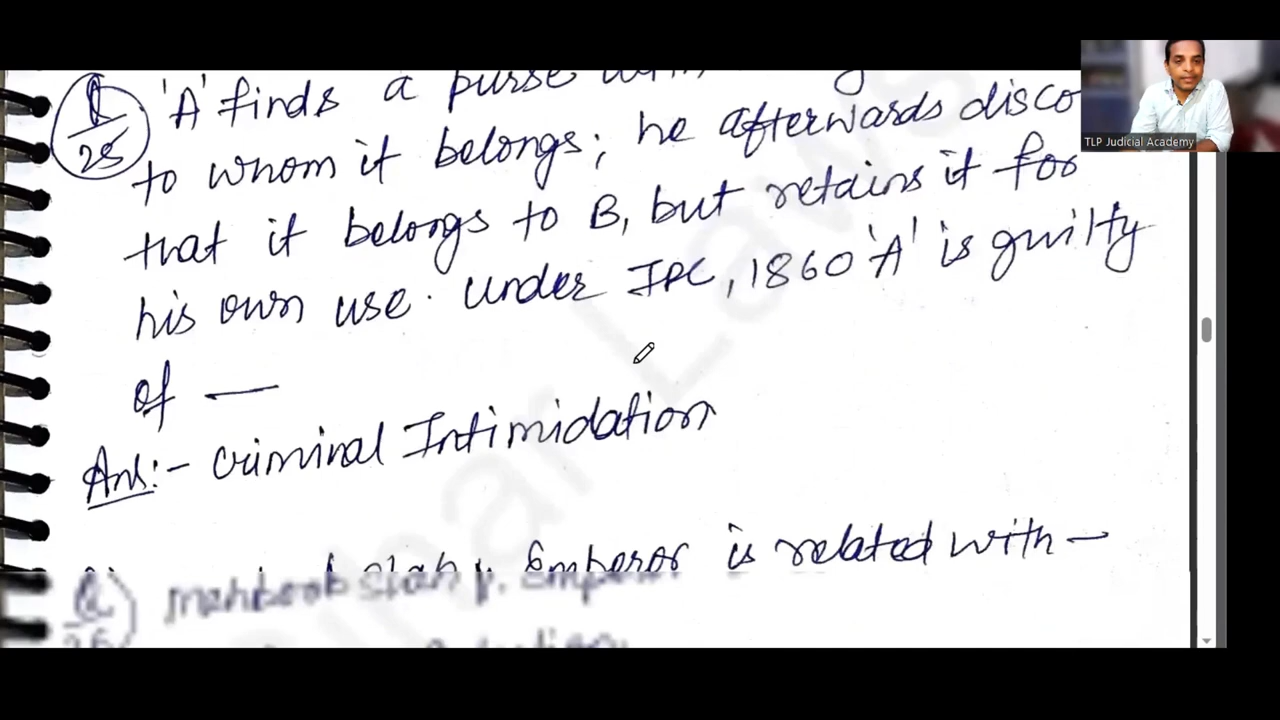 Q/25 'A' finds a purse
to whom it belongs; he afterwards disco
that it belongs to B, but retains it for
his own use. Under IPC, 1860 'A' is guilty
of —
Ans:- Criminal Intimidation
Emperor is related with —
Q/26 Mahboob Shah v. Emperor
TLP Judicial Academy